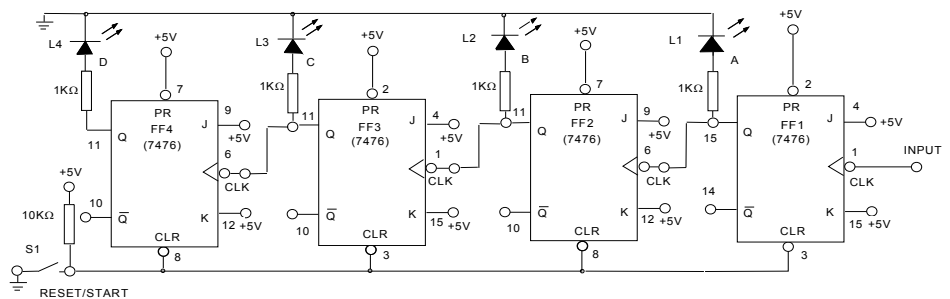 L4
D
1KΩ
+5V
7
PR
FF4
(7476)
11
Q
J
9
+5V
6
CLK
10
Q̅
K
12
+5V
CLR
8
+5V
10KΩ
S1
RESET/START
L3
C
1KΩ
+5V
2
PR
FF3
(7476)
11
Q
J
4
+5V
1
CLK
10
Q̅
K
15
+5V
CLR
3
L2
B
1KΩ
+5V
7
PR
FF2
(7476)
11
Q
J
9
+5V
6
CLK
10
Q̅
K
12
+5V
CLR
8
L1
A
1KΩ
+5V
2
PR
FF1
(7476)
15
Q
J
4
+5V
1
CLK
INPUT
14
Q̅
K
15
+5V
CLR
3